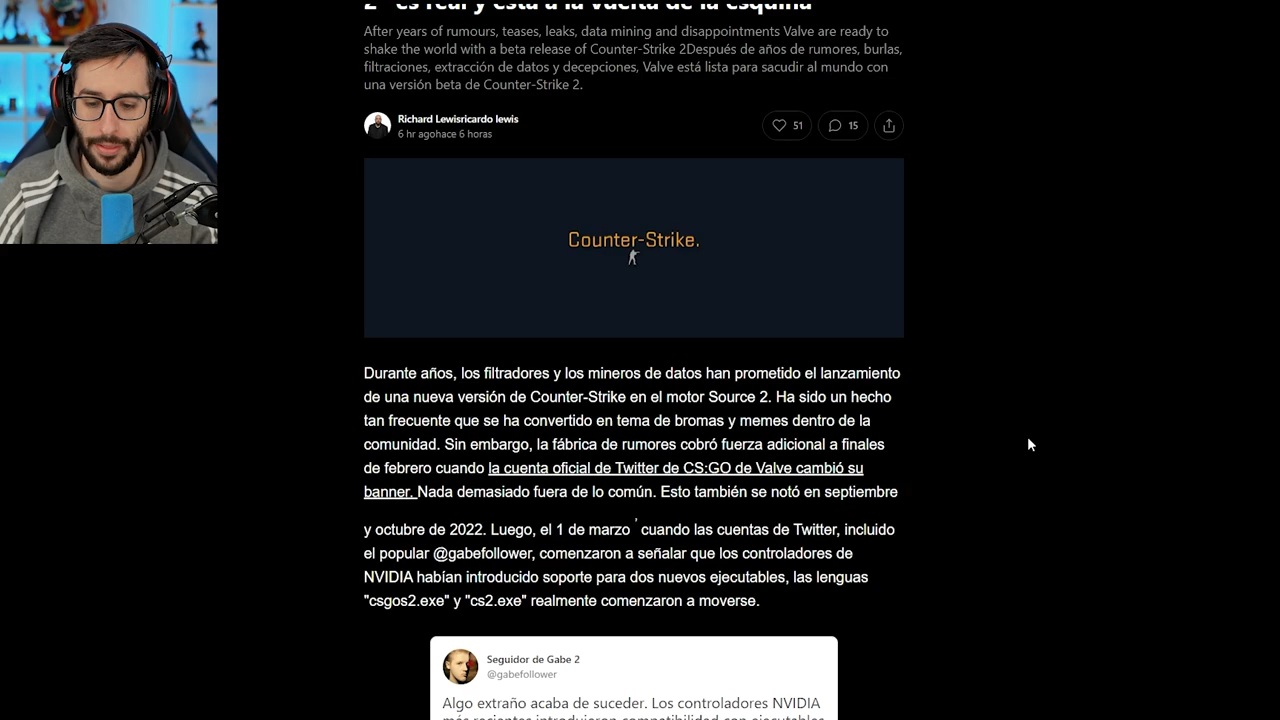 2" es real y está a la vuelta de la esquina
After years of rumours, teases, leaks, data mining and disappointments Valve are ready to
shake the world with a beta release of Counter-Strike 2Después de años de rumores, burlas,
filtraciones, extracción de datos y decepciones, Valve está lista para sacudir al mundo con
una versión beta de Counter-Strike 2.
Richard Lewisricardo lewis
6 hr agohace 6 horas
51
15
Counter-Strike.
Durante años, los filtradores y los mineros de datos han prometido el lanzamiento
de una nueva versión de Counter-Strike en el motor Source 2. Ha sido un hecho
tan frecuente que se ha convertido en tema de bromas y memes dentro de la
comunidad. Sin embargo, la fábrica de rumores cobró fuerza adicional a finales
de febrero cuando la cuenta oficial de Twitter de CS:GO de Valve cambió su
banner. Nada demasiado fuera de lo común. Esto también se notó en septiembre
y octubre de 2022. Luego, el 1 de marzo ' cuando las cuentas de Twitter, incluido
el popular @gabefollower, comenzaron a señalar que los controladores de
NVIDIA habían introducido soporte para dos nuevos ejecutables, las lenguas
"csgos2.exe" y "cs2.exe" realmente comenzaron a moverse.
Seguidor de Gabe 2
@gabefollower
Algo extraño acaba de suceder. Los controladores NVIDIA
más recientes introdujeron compatibilidad con ejecutables